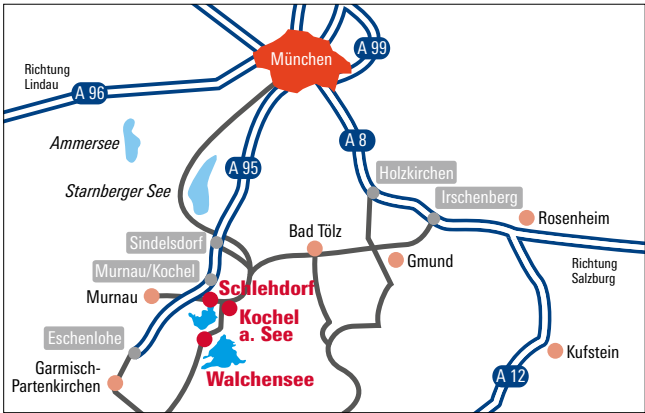 München
A 99
Richtung
Lindau
A 96
Ammersee
A 95
A 8
Starnberger See
Holzkirchen
Irschenberg
Rosenheim
Sindelsdorf
Bad Tölz
Gmund
Richtung
Salzburg
Murnau/Kochel
Murnau
Schlehdorf
Kochel
a. See
Eschenlohe
Garmisch-
Partenkirchen
Walchensee
Kufstein
A 12